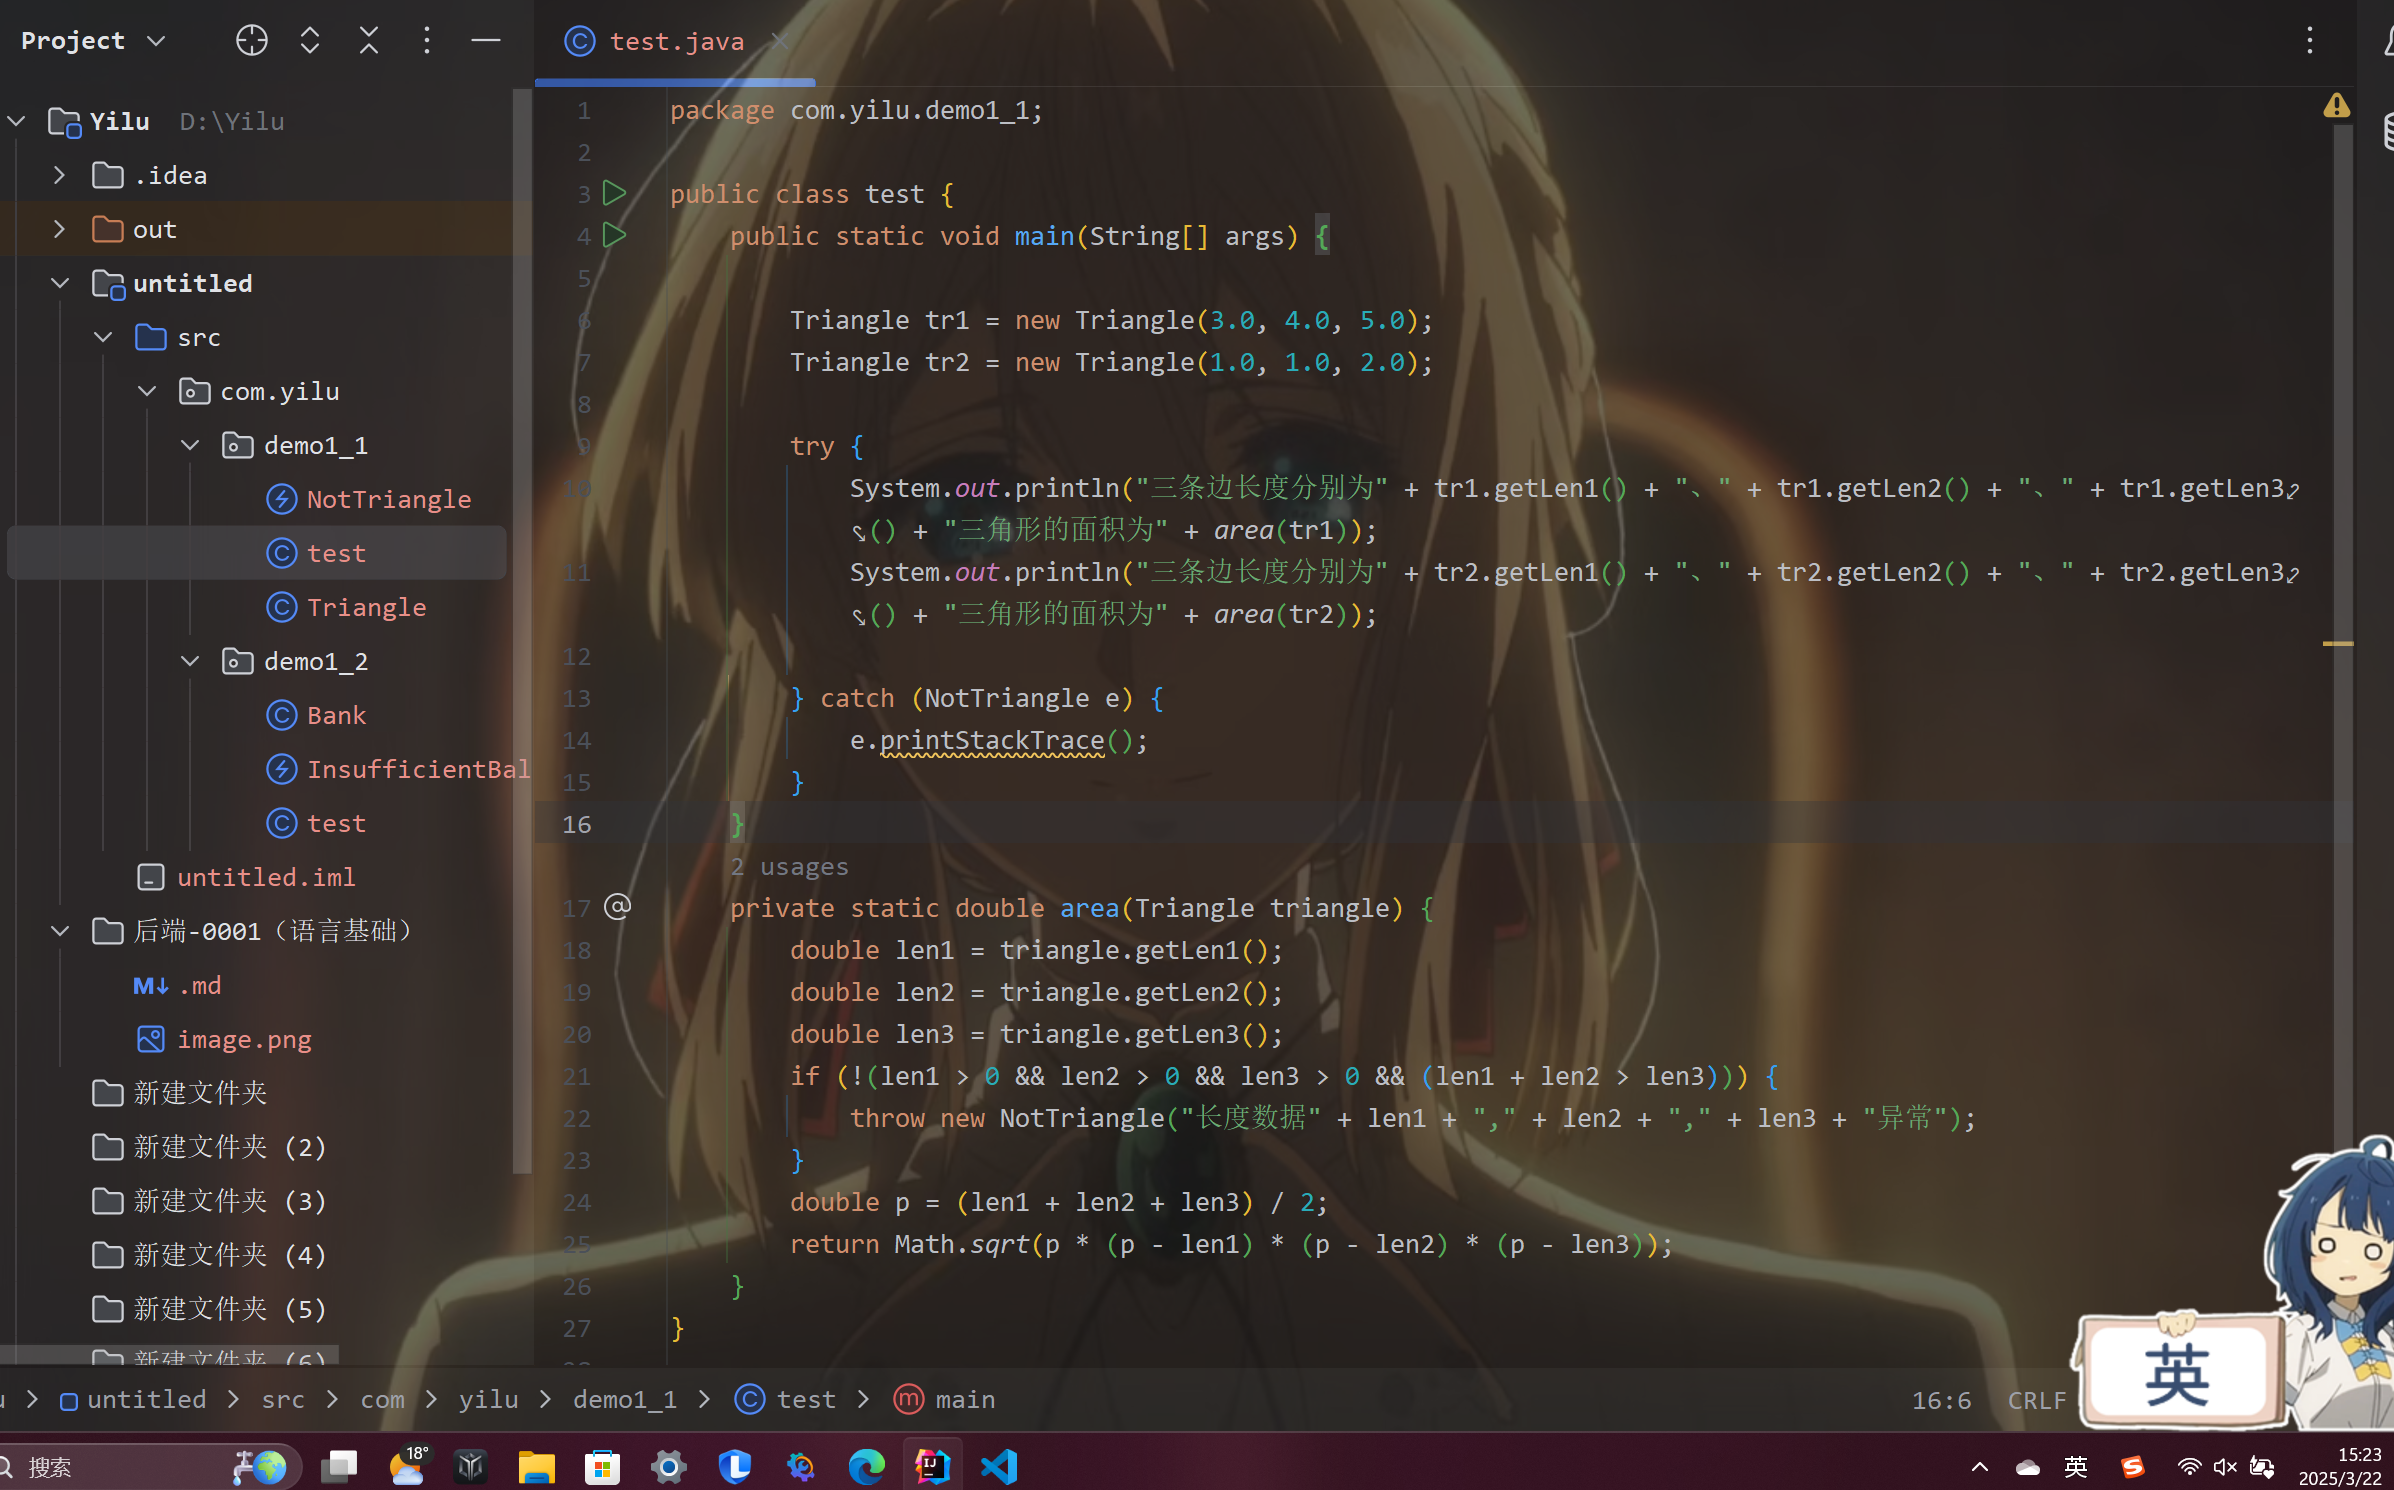 Project
test.java
Yilu D:\Yilu
.idea
out
untitled
src
com.yilu
demo1_1
NotTriangle
test
Triangle
demo1_2
Bank
InsufficientBal
test
untitled.iml
后端-0001（语言基础）
M↓ .md
image.png
新建文件夹
新建文件夹 (2)
新建文件夹 (3)
新建文件夹 (4)
新建文件夹 (5)
新建文件夹 (6)
1 package com.yilu.demo1_1;
2
3 public class test {
4 public static void main(String[] args) {
5
6 Triangle tr1 = new Triangle(3.0, 4.0, 5.0);
7 Triangle tr2 = new Triangle(1.0, 1.0, 2.0);
8
9 try {
10 System.out.println("三条边长度分别为" + tr1.getLen1() + "、" + tr1.getLen2() + "、" + tr1.getLen3
() + "三角形的面积为" + area(tr1));
11 System.out.println("三条边长度分别为" + tr2.getLen1() + "、" + tr2.getLen2() + "、" + tr2.getLen3
() + "三角形的面积为" + area(tr2));
12
13 } catch (NotTriangle e) {
14 e.printStackTrace();
15 }
16 }
2 usages
17 @ private static double area(Triangle triangle) {
18 double len1 = triangle.getLen1();
19 double len2 = triangle.getLen2();
20 double len3 = triangle.getLen3();
21 if (!(len1 > 0 && len2 > 0 && len3 > 0 && (len1 + len2 > len3))) {
22 throw new NotTriangle("长度数据" + len1 + "," + len2 + "," + len3 + "异常");
23 }
24 double p = (len1 + len2 + len3) / 2;
25 return Math.sqrt(p * (p - len1) * (p - len2) * (p - len3));
26 }
27 }
untitled > src > com > yilu > demo1_1 > test > main
16:6 CRLF
英
搜索
18°
英
15:23
2025/3/22